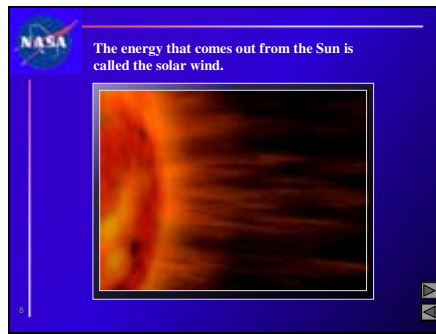 NASA
The energy that comes out from the Sun is
called the solar wind.
8